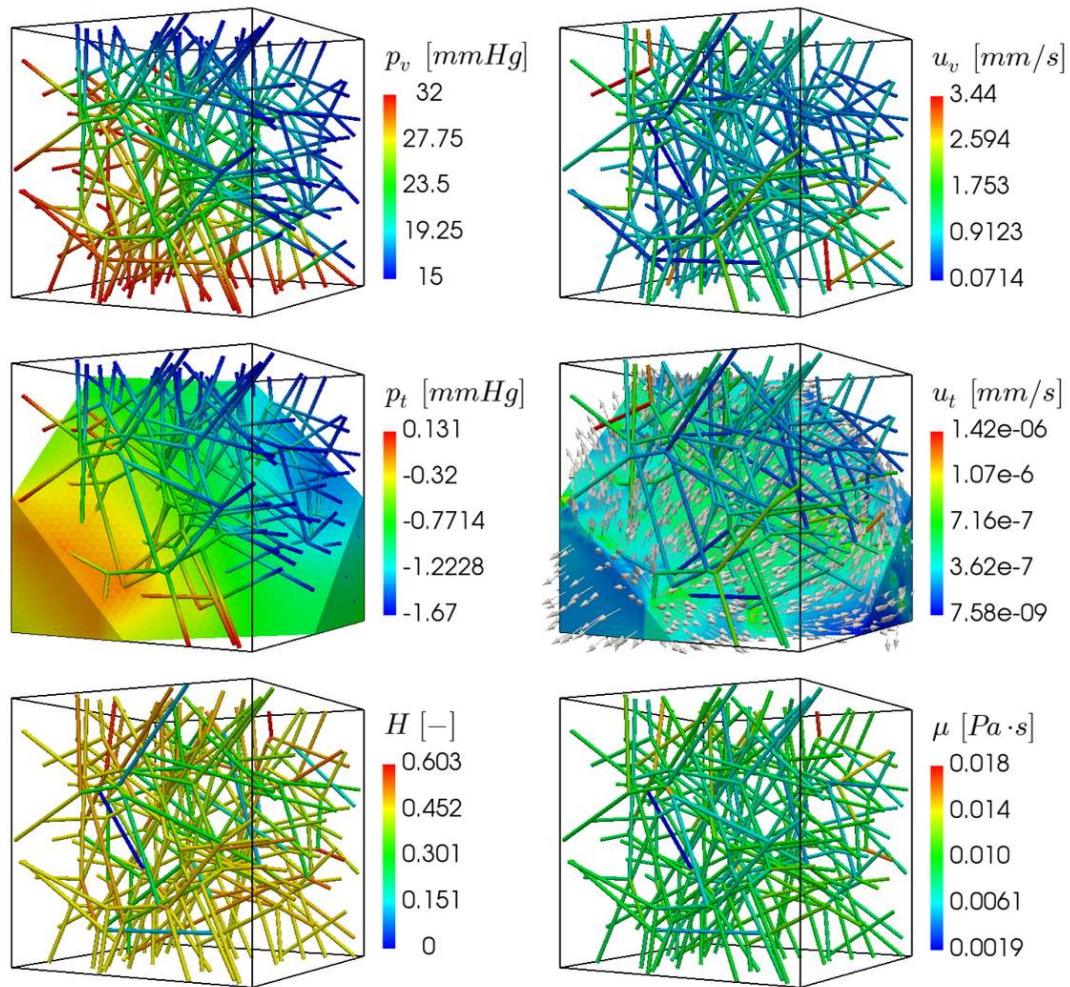 p_v [mmHg]
32
27.75
23.5
19.25
15
u_v [mm/s]
3.44
2.594
1.753
0.9123
0.0714
p_t [mmHg]
0.131
-0.32
-0.7714
-1.2228
-1.67
u_t [mm/s]
1.42e-06
1.07e-6
7.16e-7
3.62e-7
7.58e-09
H [−]
0.603
0.452
0.301
0.151
0
μ [Pa·s]
0.018
0.014
0.010
0.0061
0.0019